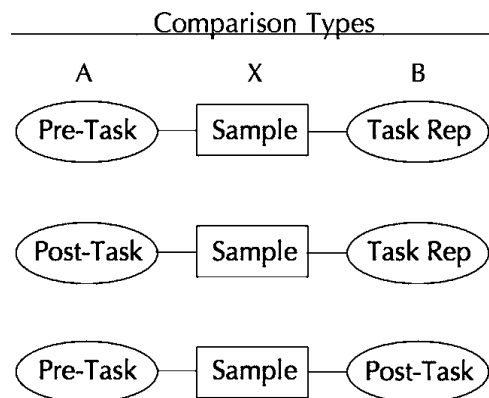 Comparison Types
A X B
Pre-Task Sample Task Rep
Post-Task Sample Task Rep
Pre-Task Sample Post-Task